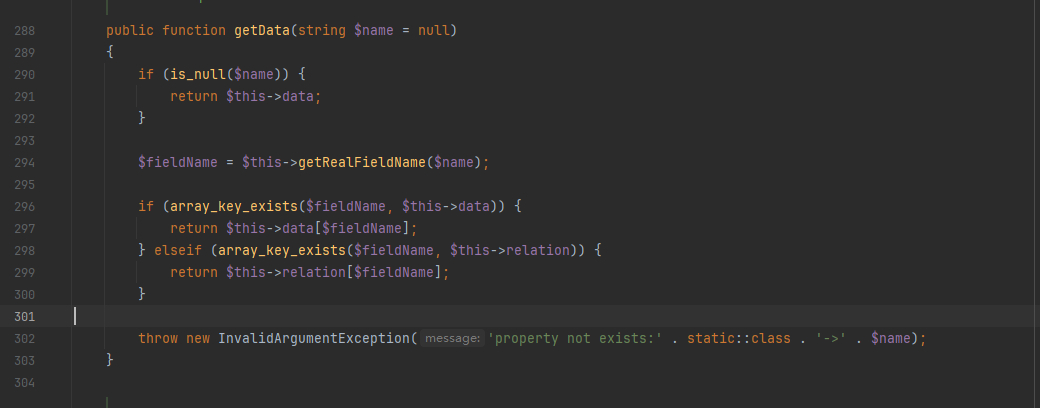 288 public function getData(string $name = null)
289 {
290 if (is_null($name)) {
291 return $this->data;
292 }
293
294 $fieldName = $this->getRealFieldName($name);
295
296 if (array_key_exists($fieldName, $this->data)) {
297 return $this->data[$fieldName];
298 } elseif (array_key_exists($fieldName, $this->relation)) {
299 return $this->relation[$fieldName];
300 }
301
302 throw new InvalidArgumentException( message: 'property not exists:' . static::class . '->' . $name);
303 }
304